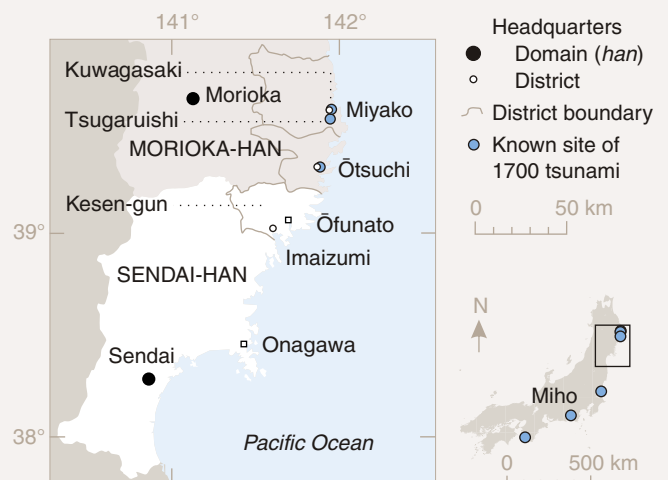 141°
142°
Kuwagasaki
Morioka
Miyako
Tsugaruishi
MORIOKA-HAN
Ōtsuchi
Kesen-gun
Ōfunato
39°
Imaizumi
SENDAI-HAN
Onagawa
Sendai
38°
Pacific Ocean
Headquarters
Domain (han)
District
District boundary
Known site of
1700 tsunami
0 50 km
N
Miho
0 500 km